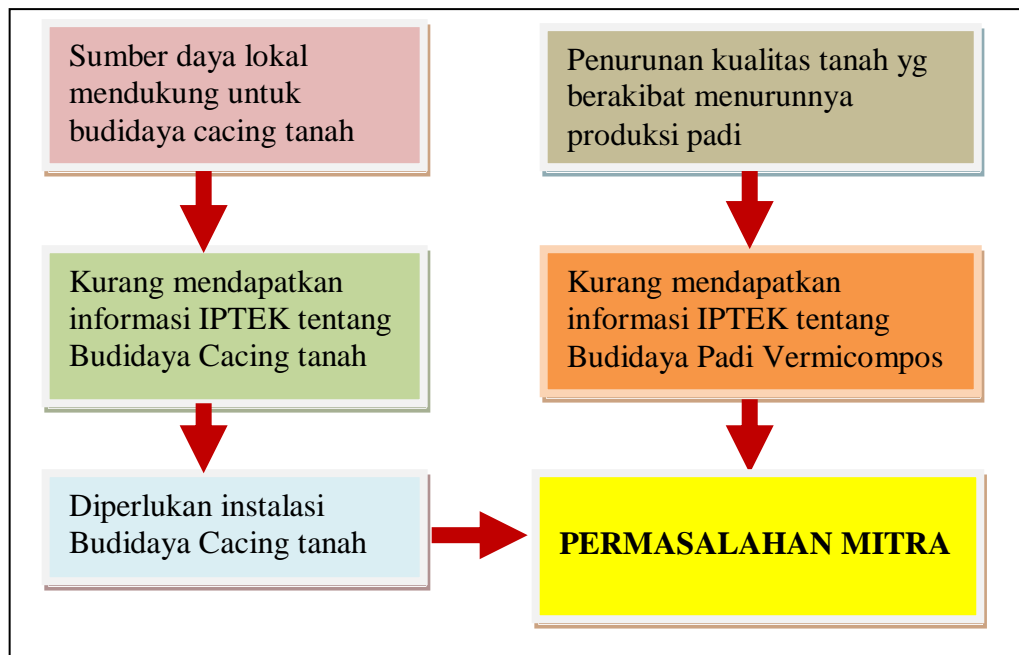 Sumber daya lokal
mendukung untuk
budidaya cacing tanah
Penurunan kualitas tanah yg
berakibat menurunnya
produksi padi
Kurang mendapatkan
informasi IPTEK tentang
Budidaya Cacing tanah
Kurang mendapatkan
informasi IPTEK tentang
Budidaya Padi Vermicompos
Diperlukan instalasi
Budidaya Cacing tanah
PERMASALAHAN MITRA